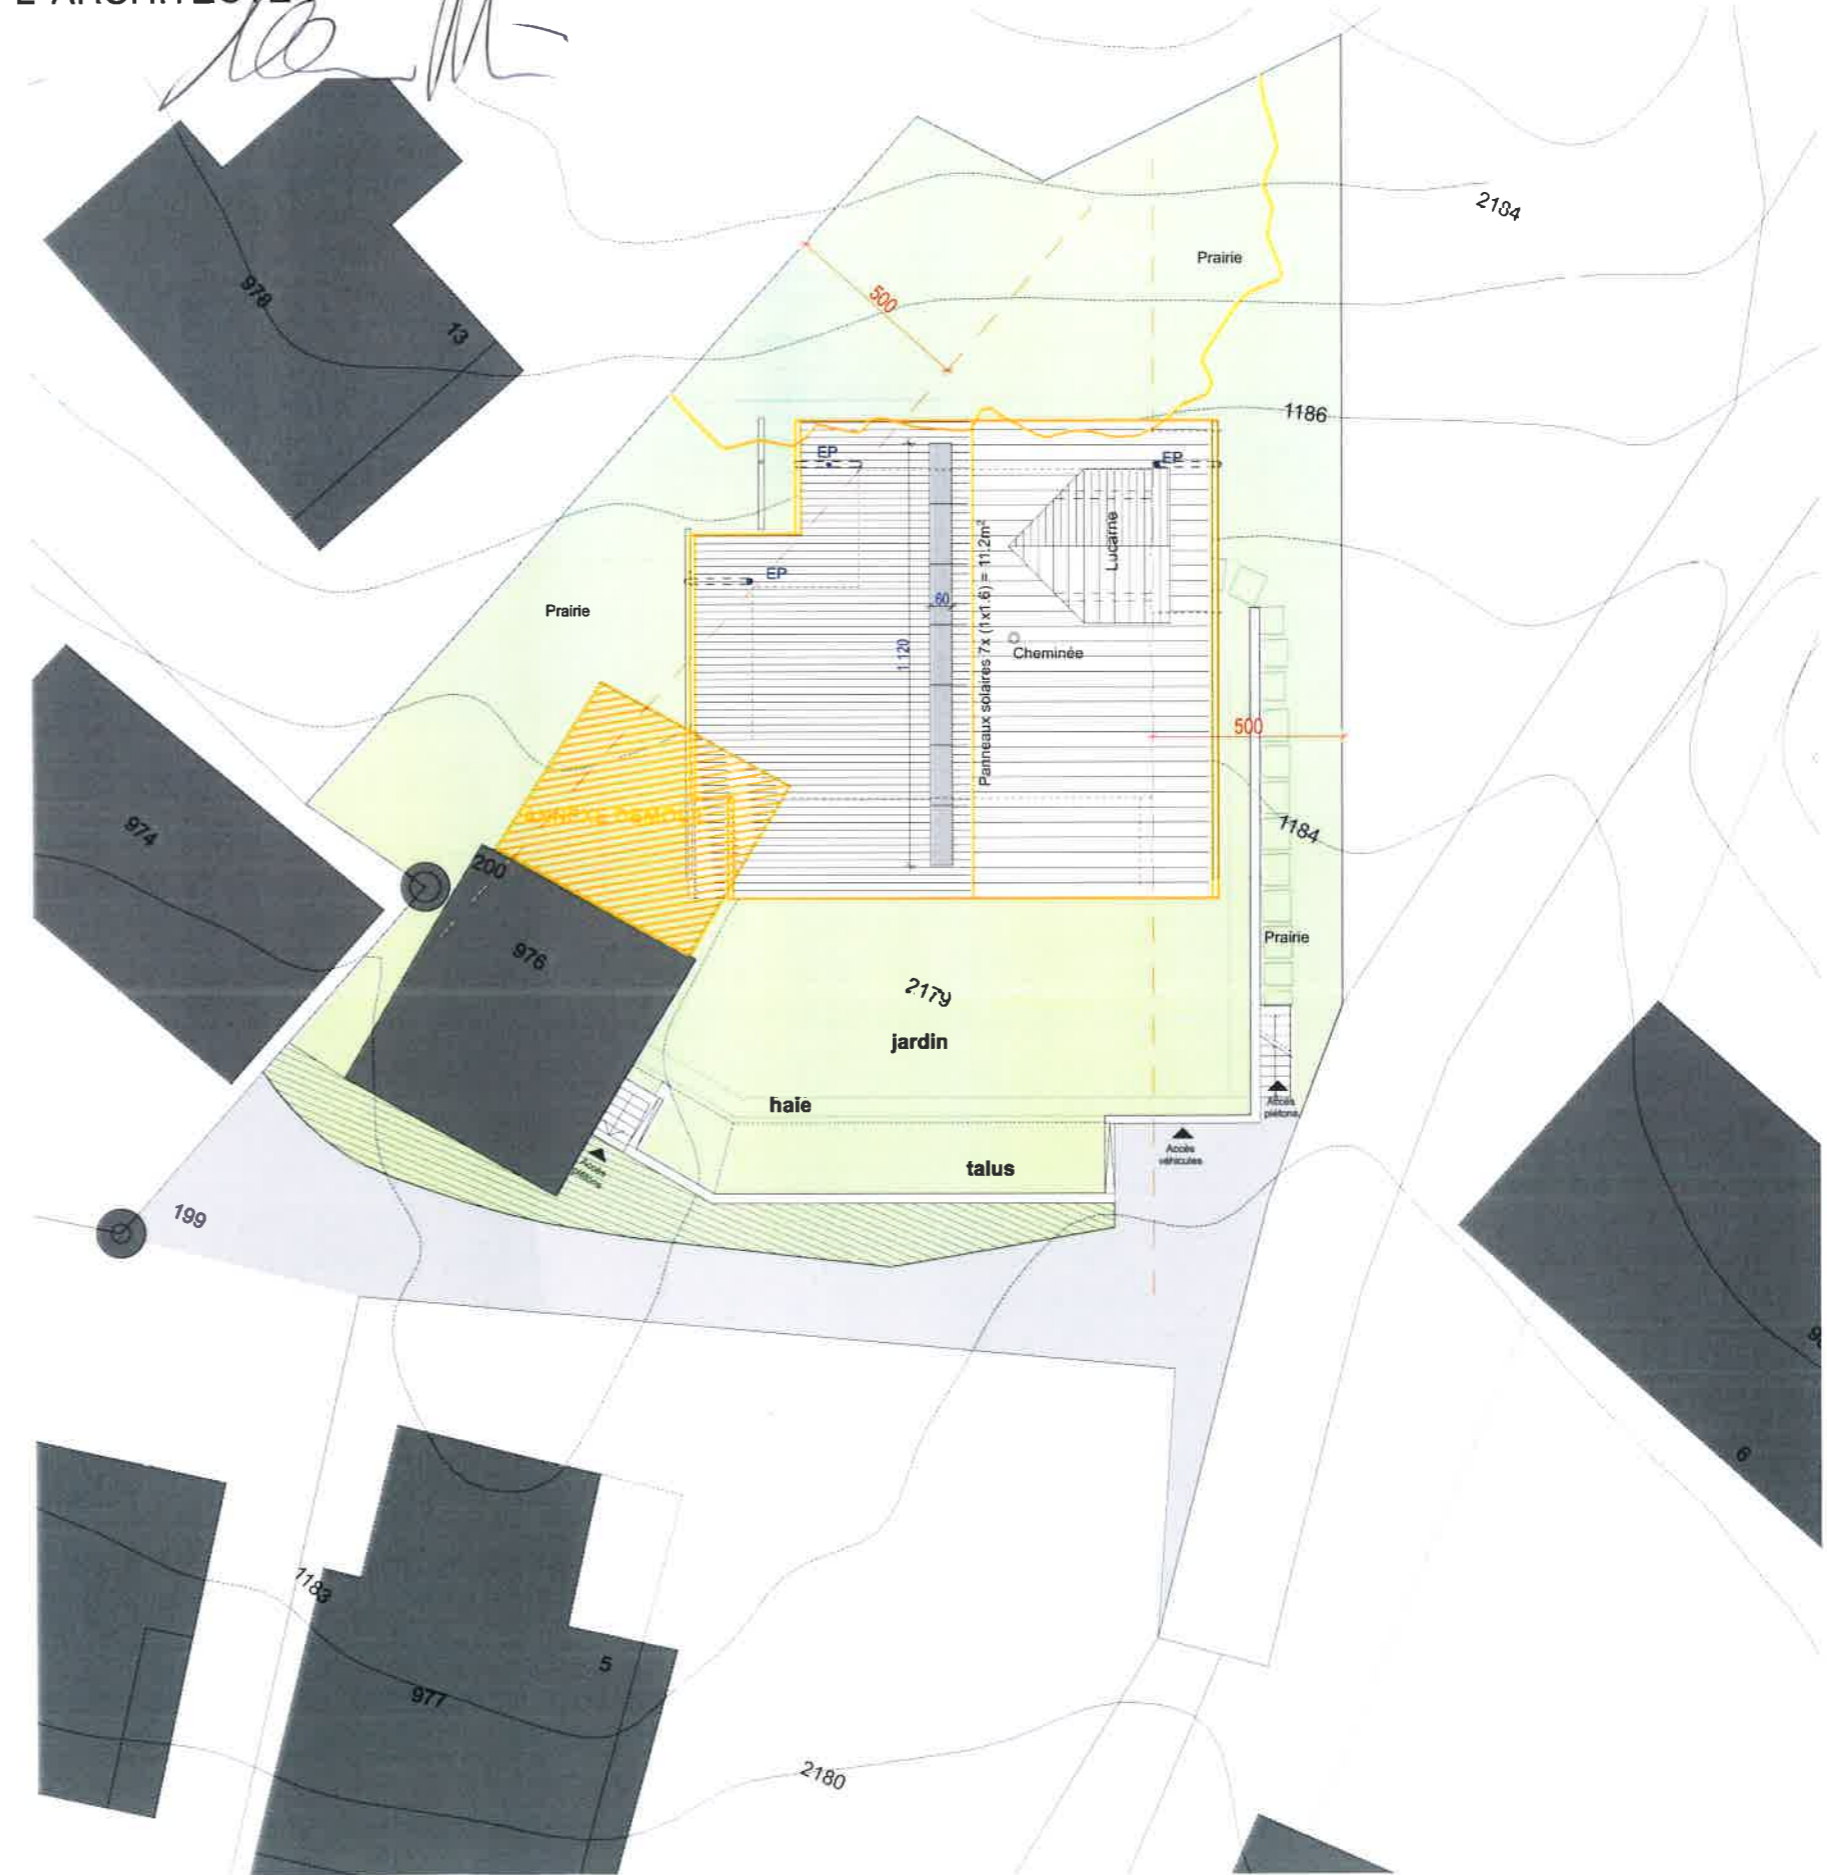 2184
Prairie
978
500
13
1186
EP
EP
Lucarne
Panneaux solaires 7x (1x1.6) = 11.2m²
EP
60
Prairie
1 120
Cheminée
500
974
1184
200
976
Prairie
2179
jardin
haie
Accès
piétons
Accès
véhicules
talus
Accès
piétons
199
6
1183
5
977
2180